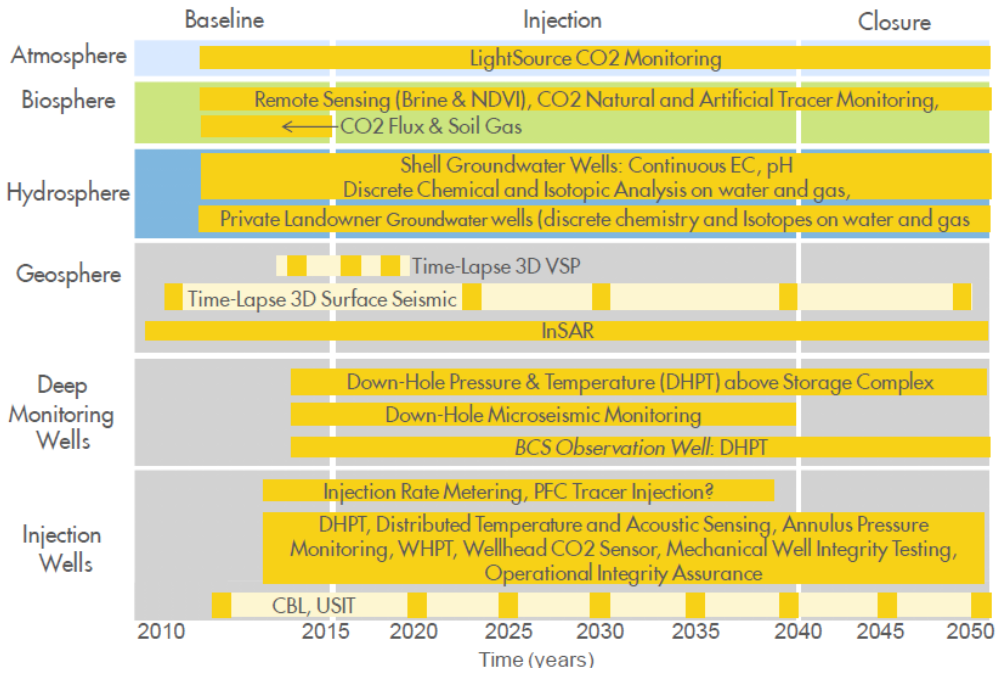 Baseline Injection Closure
Atmosphere
LightSource CO2 Monitoring
Biosphere
Remote Sensing (Brine & NDVI), CO2 Natural and Artificial Tracer Monitoring,
CO2 Flux & Soil Gas
Hydrosphere
Shell Groundwater Wells: Continuous EC, pH
Discrete Chemical and Isotopic Analysis on water and gas,
Private Landowner Groundwater wells (discrete chemistry and Isotopes on water and gas
Geosphere
Time-Lapse 3D VSP
Time-Lapse 3D Surface Seismic
InSAR
Deep
Monitoring
Wells
Down-Hole Pressure & Temperature (DHPT) above Storage Complex
Down-Hole Microseismic Monitoring
BCS Observation Well: DHPT
Injection
Wells
Injection Rate Metering, PFC Tracer Injection?
DHPT, Distributed Temperature and Acoustic Sensing, Annulus Pressure
Monitoring, WHPT, Wellhead CO2 Sensor, Mechanical Well Integrity Testing,
Operational Integrity Assurance
CBL, USIT
2010 2015 2020 2025 2030 2035 2040 2045 2050
Time (years)